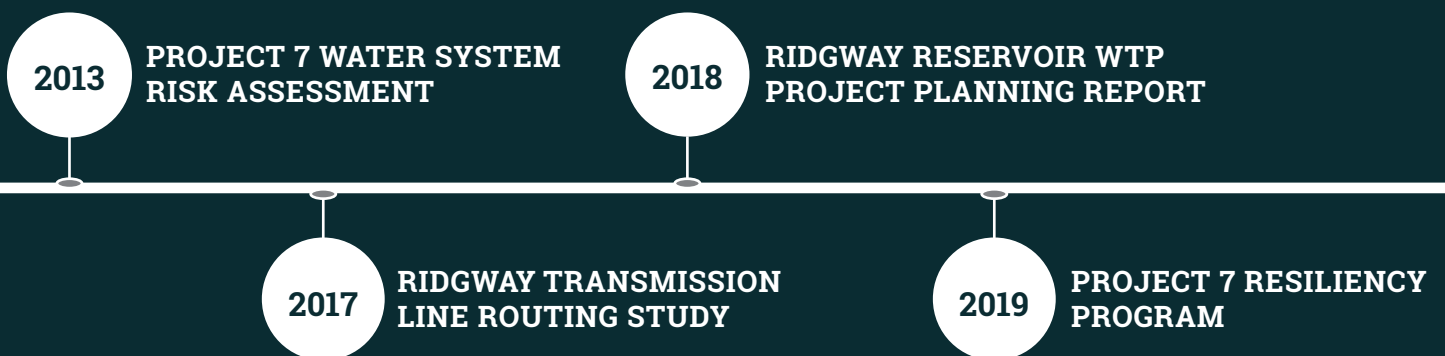 2013
PROJECT 7 WATER SYSTEM
RISK ASSESSMENT
2017
RIDGWAY TRANSMISSION
LINE ROUTING STUDY
2018
RIDGWAY RESERVOIR WTP
PROJECT PLANNING REPORT
2019
PROJECT 7 RESILIENCY
PROGRAM